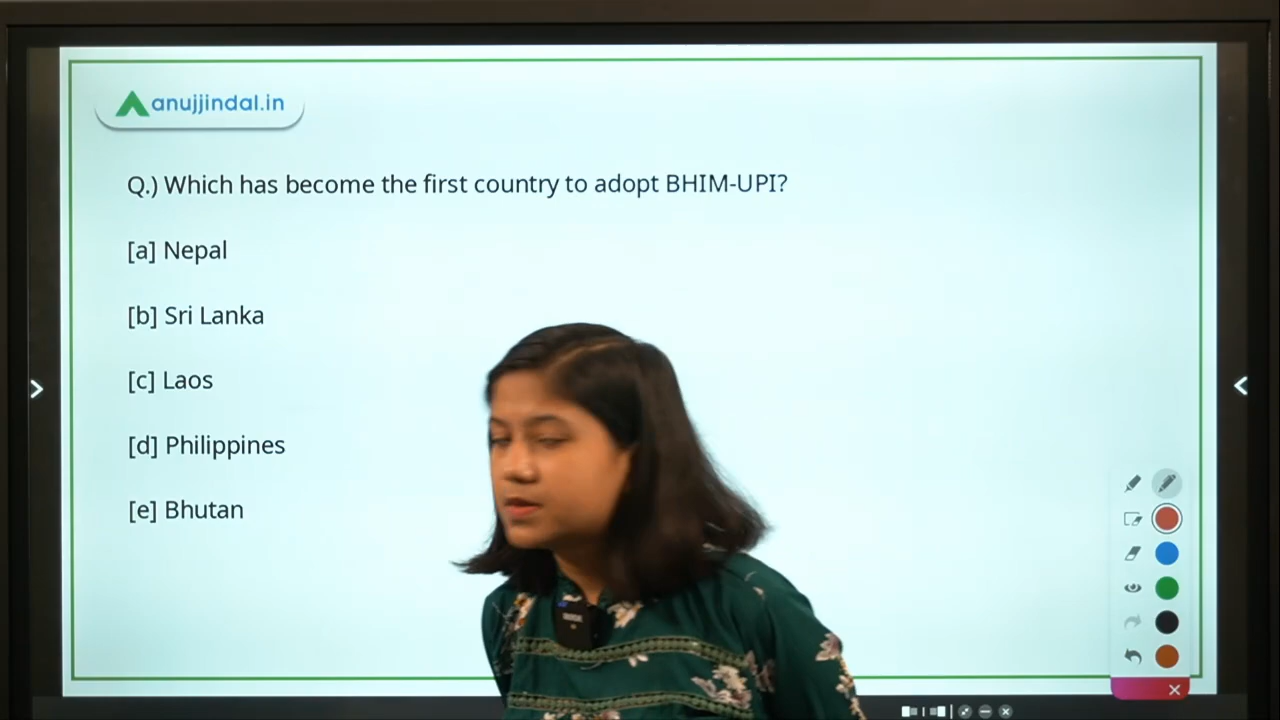 anujjindal.in
Q.) Which has become the first country to adopt BHIM-UPI?
[a] Nepal
[b] Sri Lanka
[c] Laos
[d] Philippines
[e] Bhutan